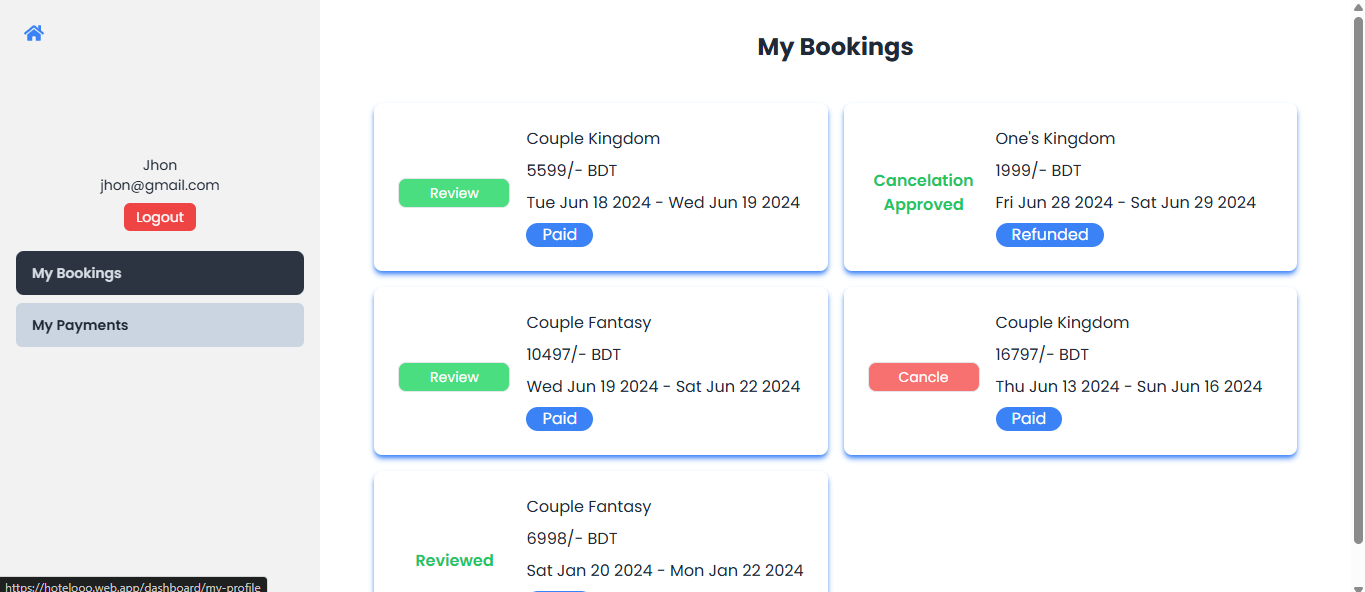 Jhon
jhon@gmail.com
Logout
My Bookings
My Payments
https://hotelooo.web.app/dashboard/my-profile
My Bookings
Review
Couple Kingdom
5599/- BDT
Tue Jun 18 2024 - Wed Jun 19 2024
Paid
Cancelation
Approved
One's Kingdom
1999/- BDT
Fri Jun 28 2024 - Sat Jun 29 2024
Refunded
Review
Couple Fantasy
10497/- BDT
Wed Jun 19 2024 - Sat Jun 22 2024
Paid
Cancle
Couple Kingdom
16797/- BDT
Thu Jun 13 2024 - Sun Jun 16 2024
Paid
Reviewed
Couple Fantasy
6998/- BDT
Sat Jan 20 2024 - Mon Jan 22 2024